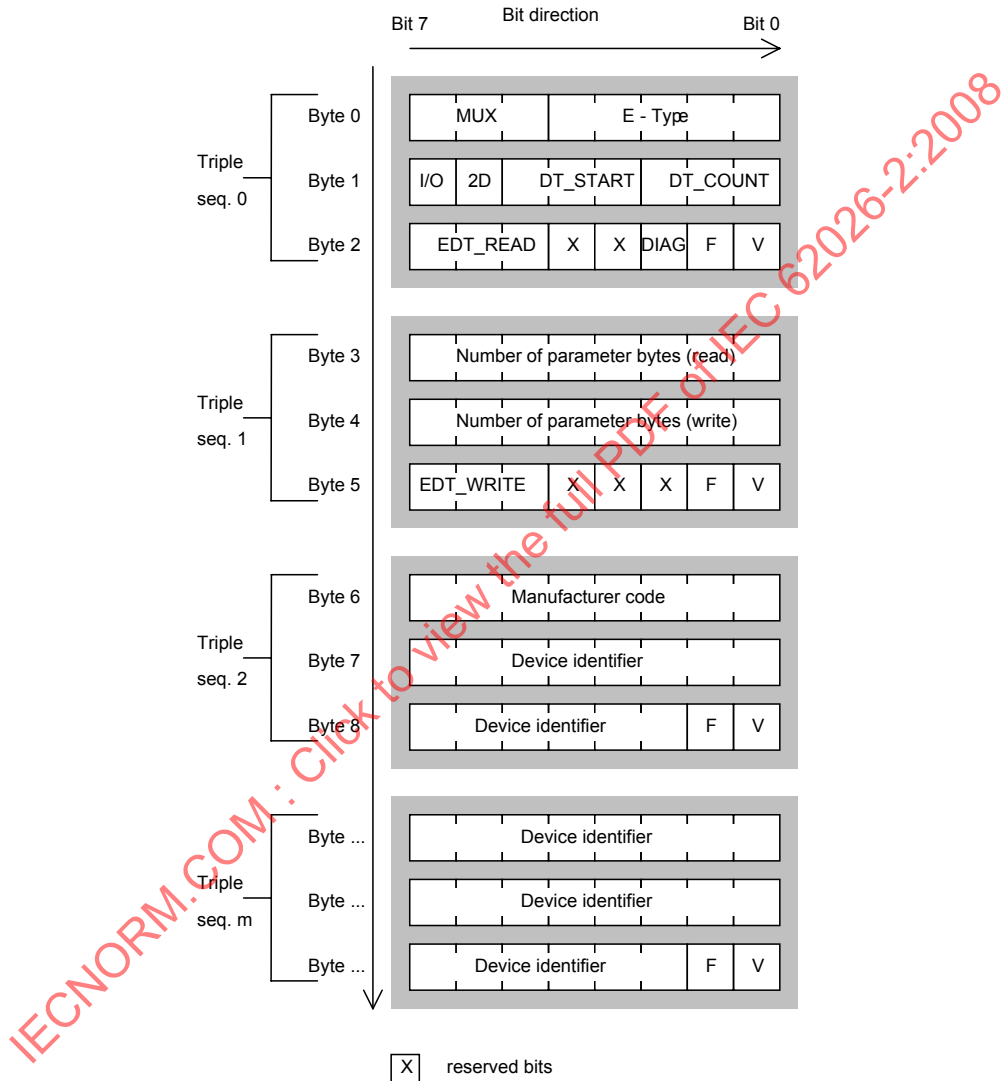 Bit direction
Bit 7 Bit 0
Byte 0 MUX E - Type
Triple seq. 0
Byte 1 I/O 2D DT_START DT_COUNT
Byte 2 EDT_READ X X DIAG F V
Byte 3 Number of parameter bytes (read)
Triple seq. 1
Byte 4 Number of parameter bytes (write)
Byte 5 EDT_WRITE X X X F V
Byte 6 Manufacturer code
Triple seq. 2
Byte 7 Device identifier
Byte 8 Device identifier F V
Byte ... Device identifier
Triple seq. m
Byte ... Device identifier
Byte ... Device identifier F V
X reserved bits
IECNORM.COM : Click to view the full PDF of IEC 62026-2:2008